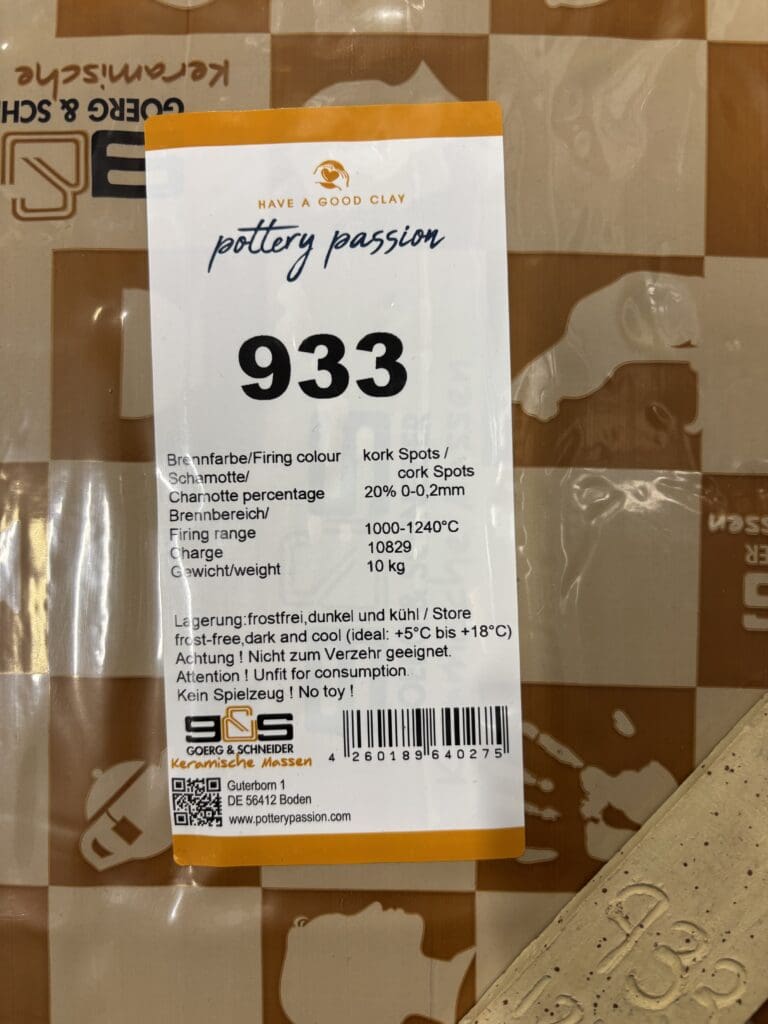 Keramische
GOERG & SCHNE
HAVE A GOOD CLAY
pottery passion
933
Brennfarbe/Firing colour kork Spots /
Schamotte/ cork Spots
Chamotte percentage 20% 0-0,2mm
Brennbereich/
Firing range 1000-1240°C
Charge 10829
Gewicht/weight 10 kg
Lagerung:frostfrei,dunkel und kühl / Store
frost-free,dark and cool (ideal: +5°C bis +18°C)
Achtung ! Nicht zum Verzehr geeignet.
Attention ! Unfit for consumption.
Kein Spielzeug ! No toy !
g&s
GOERG & SCHNEIDER
Keramische Massen
4 260189 640275
Guterborn 1
DE 56412 Boden
www.potterypassion.com
933